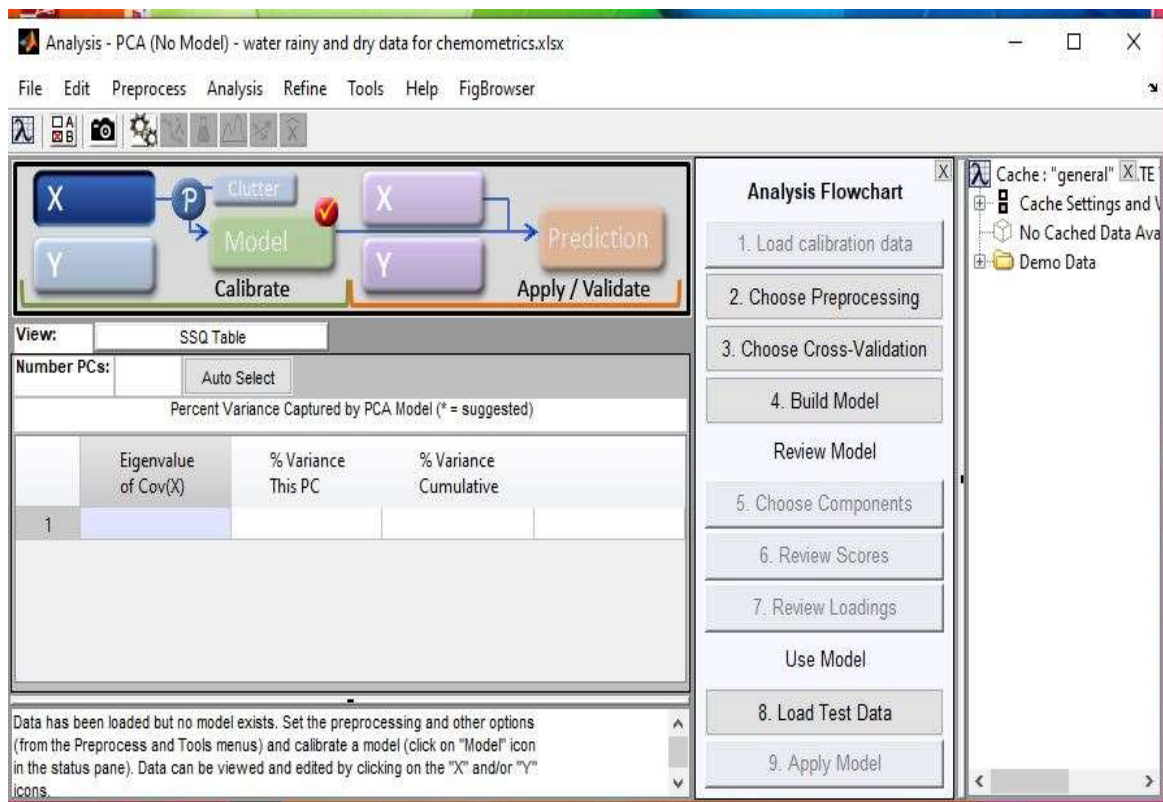 Analysis - PCA (No Model) - water rainy and dry data for chemometrics.xlsx
File Edit Preprocess Analysis Refine Tools Help FigBrowser
X
P
Clutter
Model
Y
Calibrate
X
Y
Prediction
Apply / Validate
View:
SSQ Table
Number PCs:
Auto Select
Percent Variance Captured by PCA Model (* = suggested)
Eigenvalue
of Cov(X)
% Variance
This PC
% Variance
Cumulative
1
Data has been loaded but no model exists. Set the preprocessing and other options
(from the Preprocess and Tools menus) and calibrate a model (click on "Model" icon
in the status pane). Data can be viewed and edited by clicking on the "X" and/or "Y"
icons.
Analysis Flowchart
1. Load calibration data
2. Choose Preprocessing
3. Choose Cross-Validation
4. Build Model
Review Model
5. Choose Components
6. Review Scores
7. Review Loadings
Use Model
8. Load Test Data
9. Apply Model
Cache : "general" X .TE
Cache Settings and V
No Cached Data Ava
Demo Data